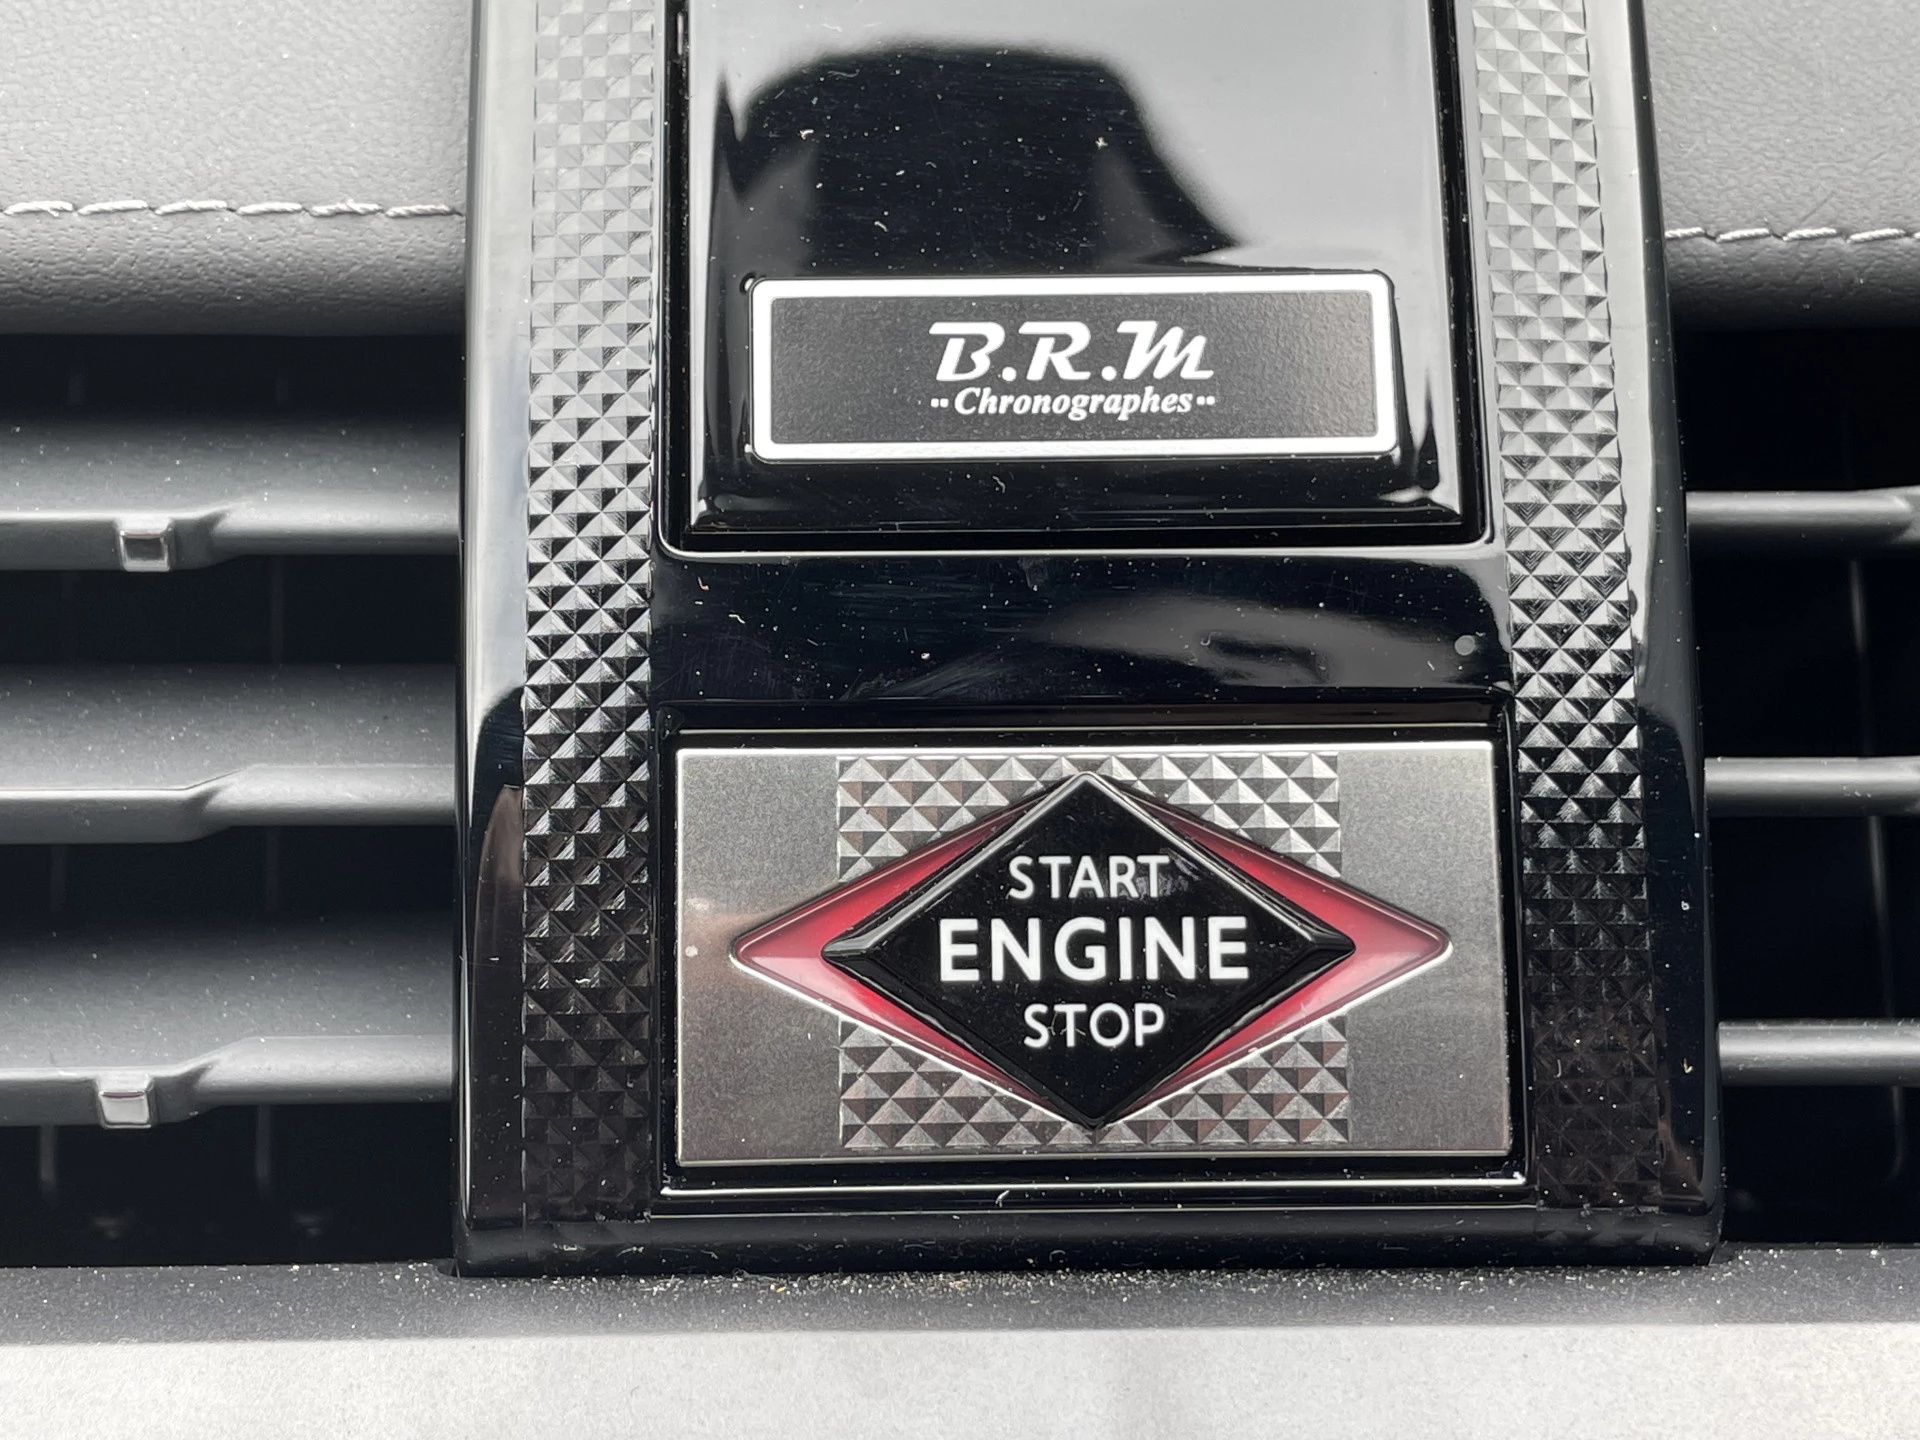 B.R.M
··Chronographes··
START
ENGINE
STOP